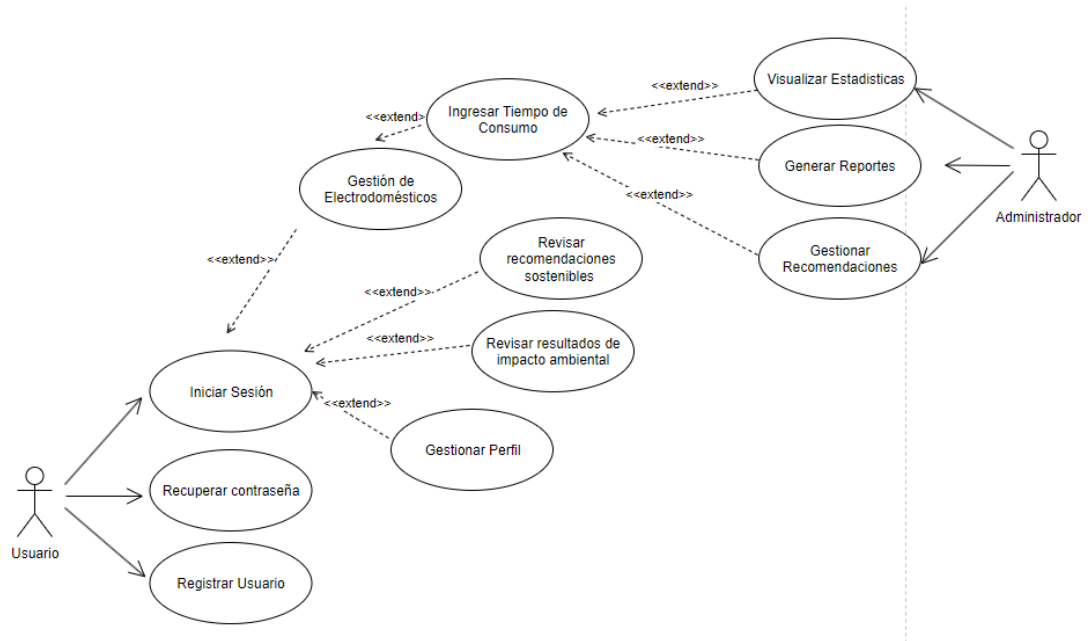 Visualizar Estadisticas
<<extend>>
Ingresar Tiempo de
Consumo
<<extend>
<<extend>>
Generar Reportes
Gestión de
Electrodomésticos
<<extend>>
Administrador
Gestionar
Recomendaciones
Revisar
recomendaciones
sostenibles
<<extend>>
<<extend>>
<<extend>>
Revisar resultados de
impacto ambiental
Iniciar Sesión
<<extend>>
Gestionar Perfil
Recuperar contraseña
Usuario
Registrar Usuario